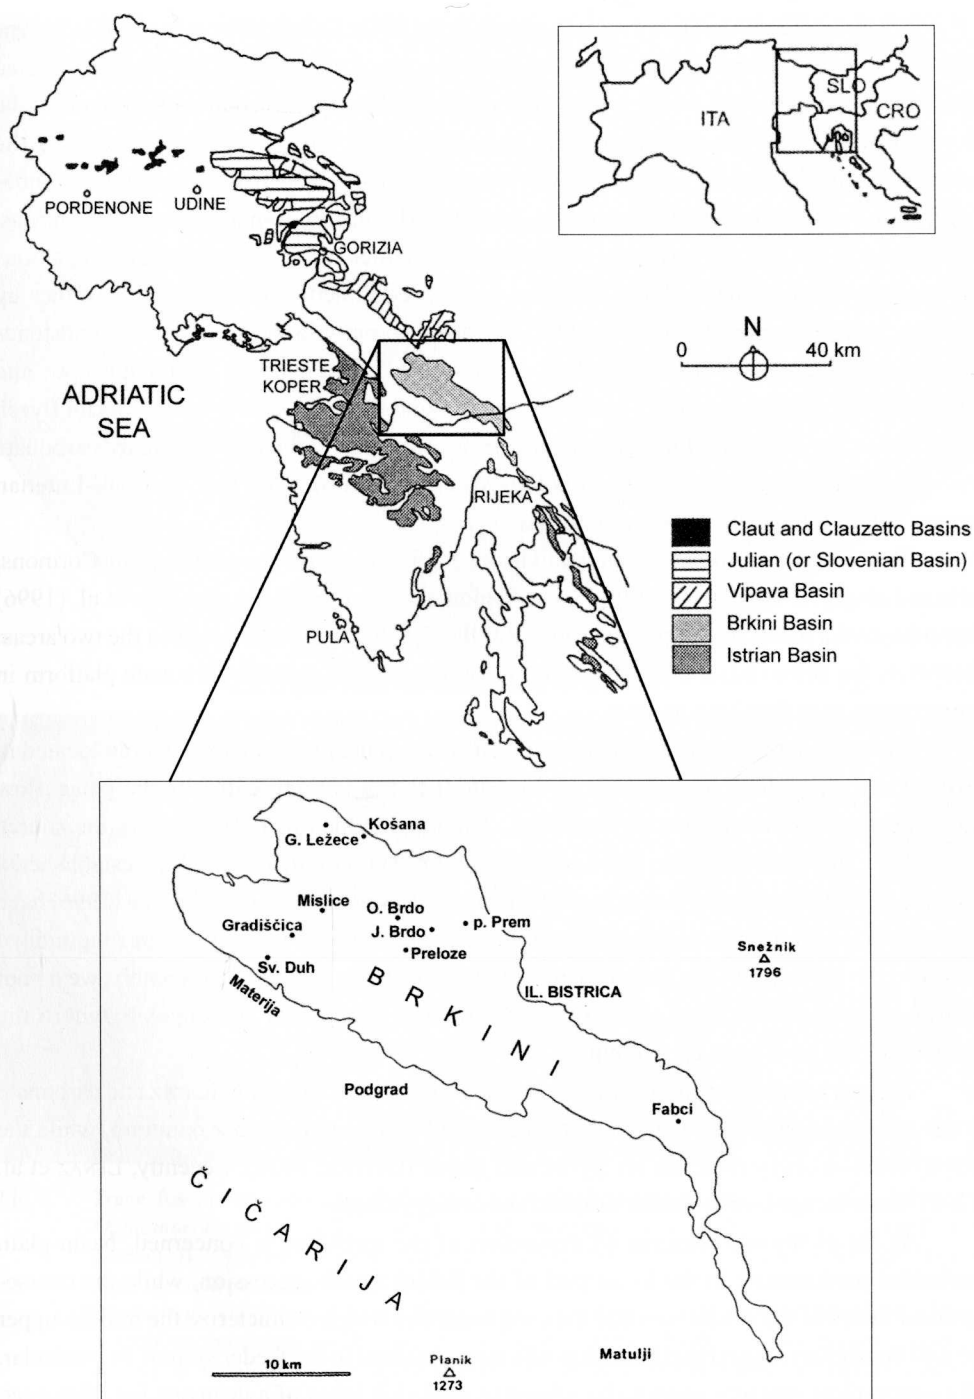 ITA
SLO
CRO
PORDENONE
UDINE
GORIZIA
N
0
40 km
TRIESTE
KOPER
ADRIATIC
SEA
RIJEKA
PULA
Claut and Clauzetto Basins
Julian (or Slovenian Basin)
Vipava Basin
Brkini Basin
Istrian Basin
Košana
G. Ležece
Mislice
O. Brdo
p. Prem
Gradiščica
J. Brdo
Preloze
Sv. Duh
Snežnik
1796
Materija
BRKINI
IL. BISTRICA
Podgrad
Fabci
ČIČARIJA
Matulji
10 km
Planik
1273